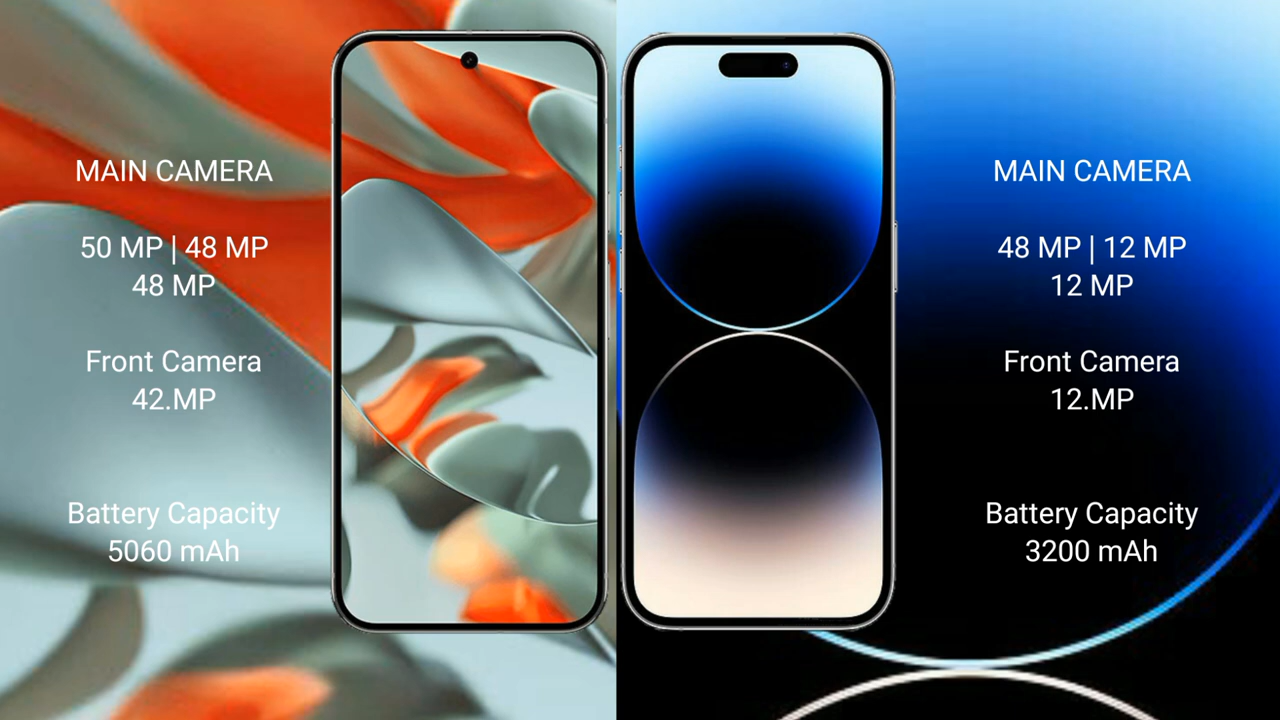 MAIN CAMERA
50 MP | 48 MP
48 MP
Front Camera
42.MP
Battery Capacity
5060 mAh
MAIN CAMERA
48 MP | 12 MP
12 MP
Front Camera
12.MP
Battery Capacity
3200 mAh